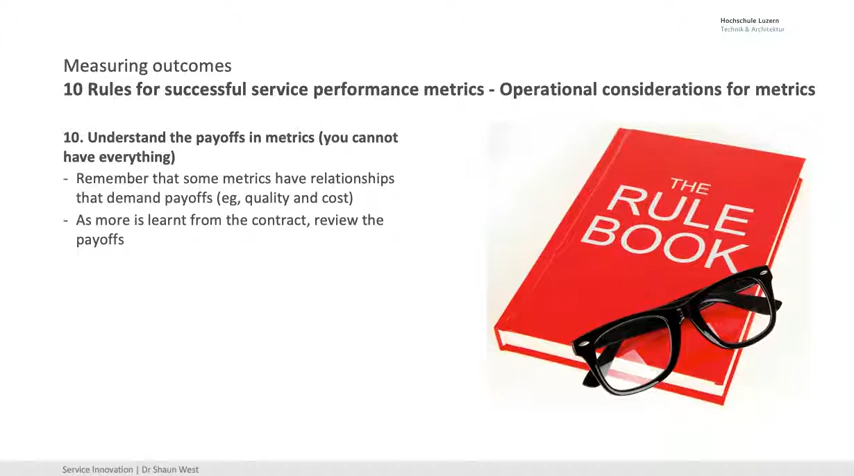 Hochschule Luzern
Technik & Architektur
Measuring outcomes
10 Rules for successful service performance metrics - Operational considerations for metrics
10. Understand the payoffs in metrics (you cannot
have everything)
- Remember that some metrics have relationships
that demand payoffs (eg, quality and cost)
- As more is learnt from the contract, review the
payoffs
THE
RULE
BOOK
Service Innovation | Dr Shaun West